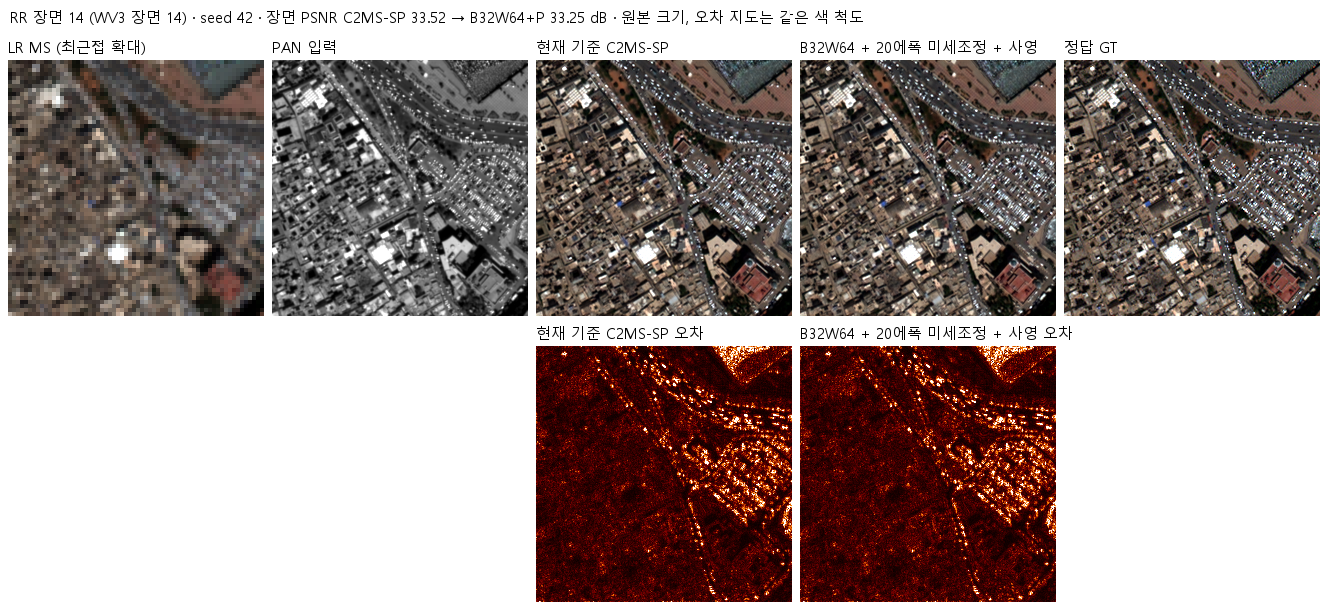 RR 장면 14 (WV3 장면 14) · seed 42 · 장면 PSNR C2MS-SP 33.52 → B32W64+P 33.25 dB · 원본 크기, 오차 지도는 같은 색 척도
LR MS (최근접 확대)
PAN 입력
현재 기준 C2MS-SP
B32W64 + 20에폭 미세조정 + 사영
정답 GT
현재 기준 C2MS-SP 오차
B32W64 + 20에폭 미세조정 + 사영 오차